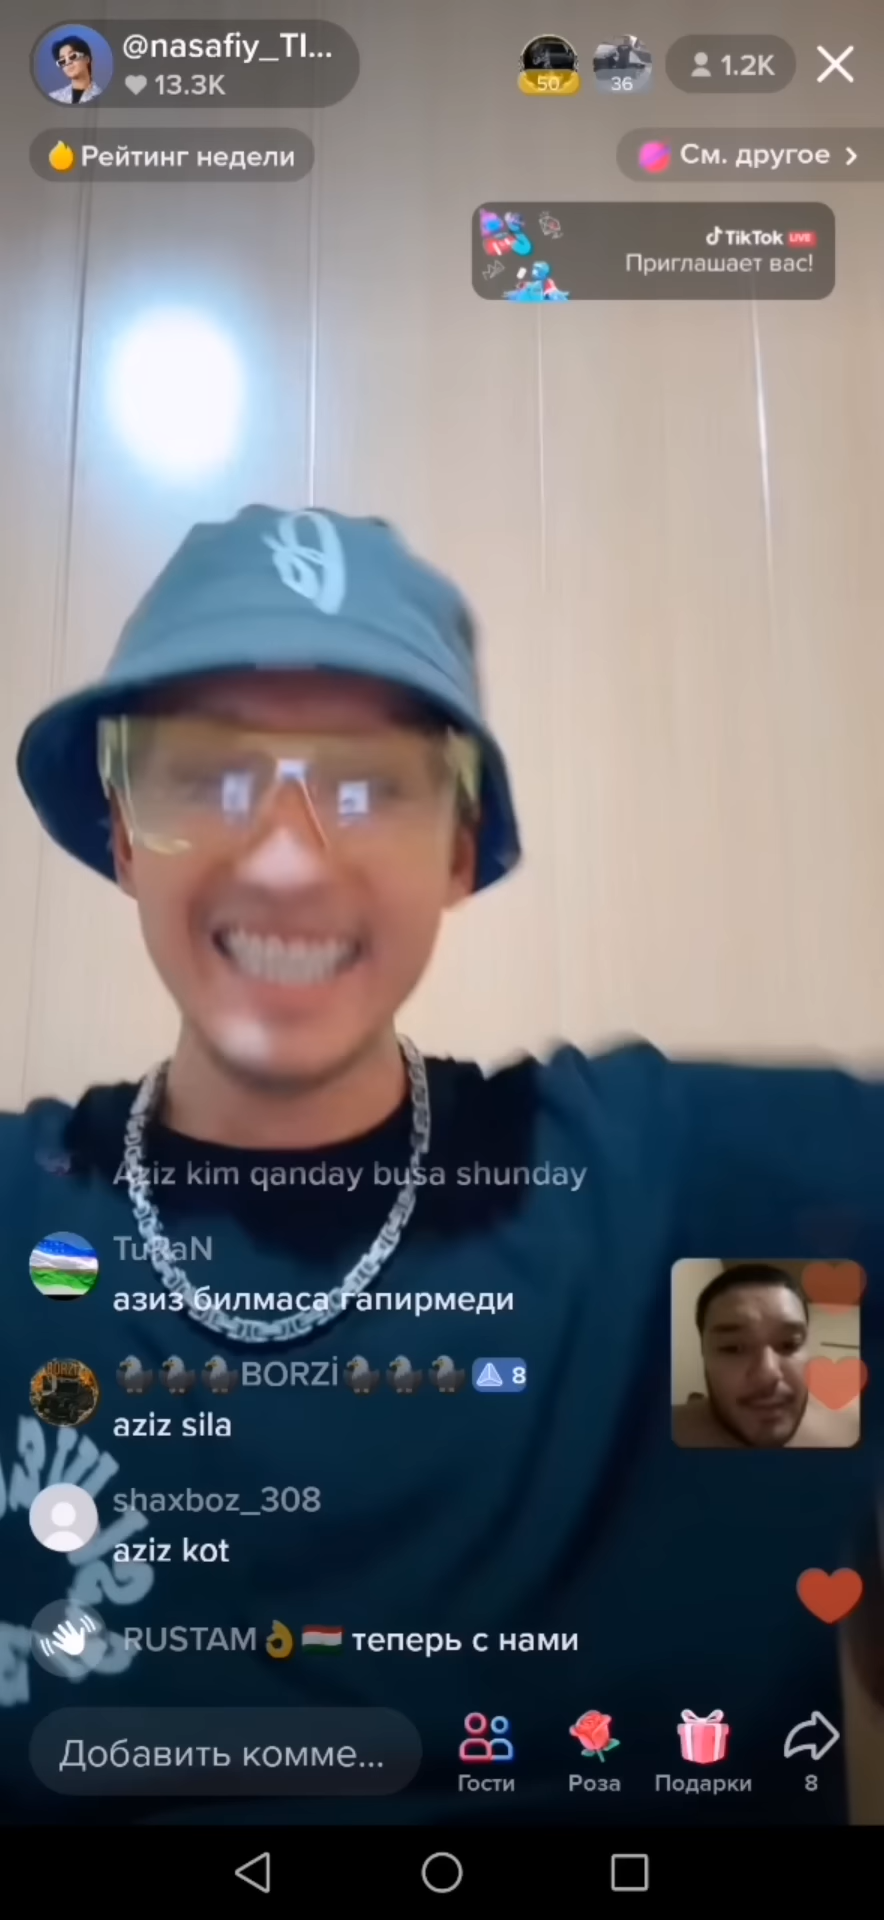 @nasafiy_TI...
13.3K
50
36
1.2K
Рейтинг недели
См. другое
TikTok LIVE
Приглашает вас!
Aziz kim qanday busa shunday
TuRaN
азиз билмаса гапирмеди
BORZİ 8
aziz sila
shaxboz_308
aziz kot
RUSTAM👌🇹🇯 теперь с нами
Добавить комме...
Гости
Роза
Подарки
8